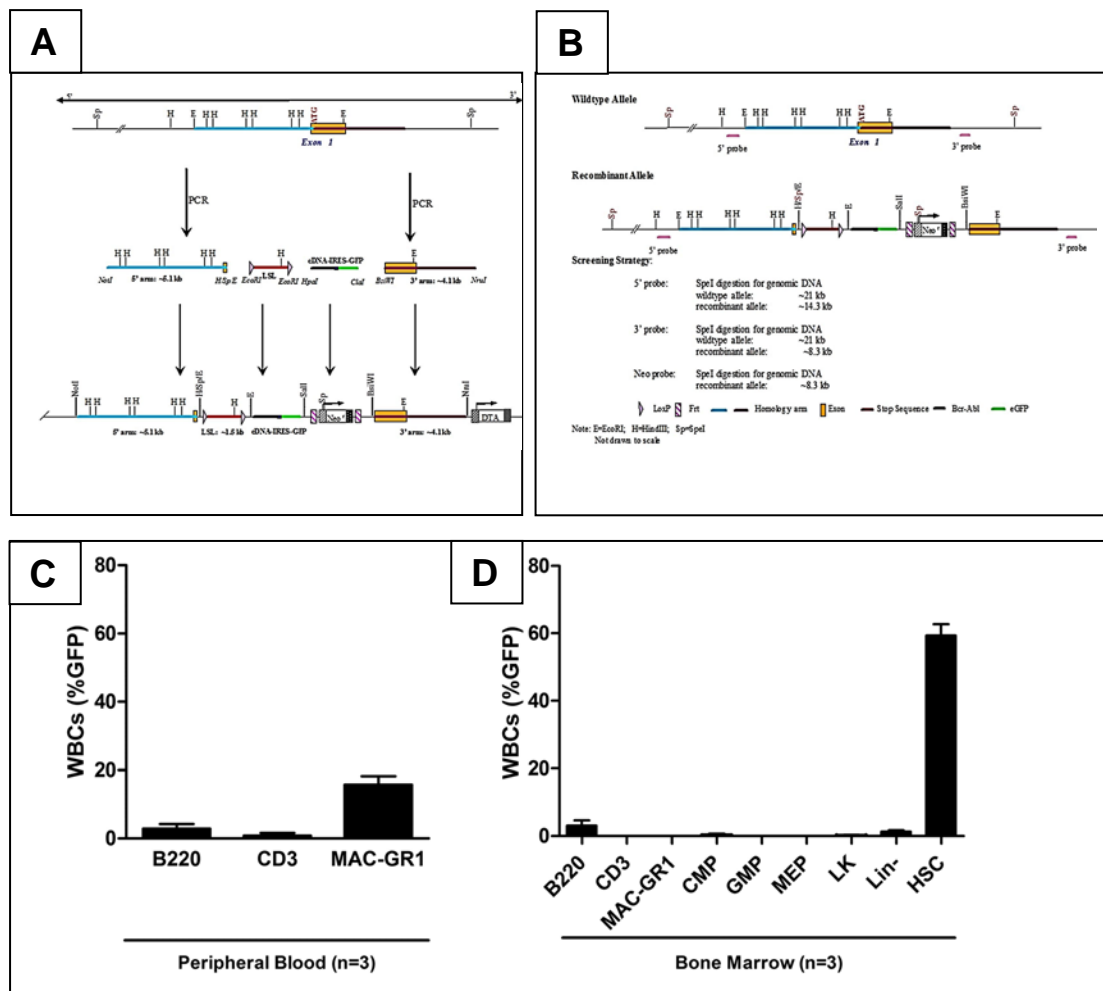 A
5'
3'
Sp
H
E
H H
H H
H H
ATG
E
Sp
Exon 1
PCR
PCR
H H
H H
H H
NotI
5' arm: ~5.1 kb
HSpE
H
EcoRI
LSL
EcoRI
cDNA-IRES-GFP
HpaI
ClaI
E
BsiWI
3' arm: ~4.1 kb
NruI
NotI
H H
H H
H H
H/Sp/E
H
E
SalI
Sp
Neo r
BsiWI
E
NruI
DTA
5' arm: ~5.1 kb
LSL: ~1.5 kb
cDNA-IRES-GFP
3' arm: ~4.1 kb
B
Wildtype Allele
Sp
H
E
H H
H H
H H
ATG
E
Sp
5' probe
Exon 1
3' probe
Recombinant Allele
Sp
H
E
H H
H H
H H
H/Sp/E
H
E
SalI
Sp
Neo r
BsiWI
E
5' probe
3' probe
Screening Strategy:
5' probe: SpeI digestion for genomic DNA
wildtype allele: ~21 kb
recombinant allele: ~14.3 kb
3' probe: SpeI digestion for genomic DNA
wildtype allele: ~21 kb
recombinant allele: ~8.3 kb
Neo probe: SpeI digestion for genomic DNA
recombinant allele: ~8.3 kb
LoxP Frt Homology arm Exon Stop Sequence Bcr-Abl eGFP
Note: E=EcoRI; H=HindIII; Sp=SpeI
Not drawn to scale
C
WBCs (%GFP)
80
60
40
20
0
B220 CD3 MAC-GR1
Peripheral Blood (n=3)
D
WBCs (%GFP)
80
60
40
20
0
B220 CD3 MAC-GR1 CMP GMP MEP LK Lin- HSC
Bone Marrow (n=3)